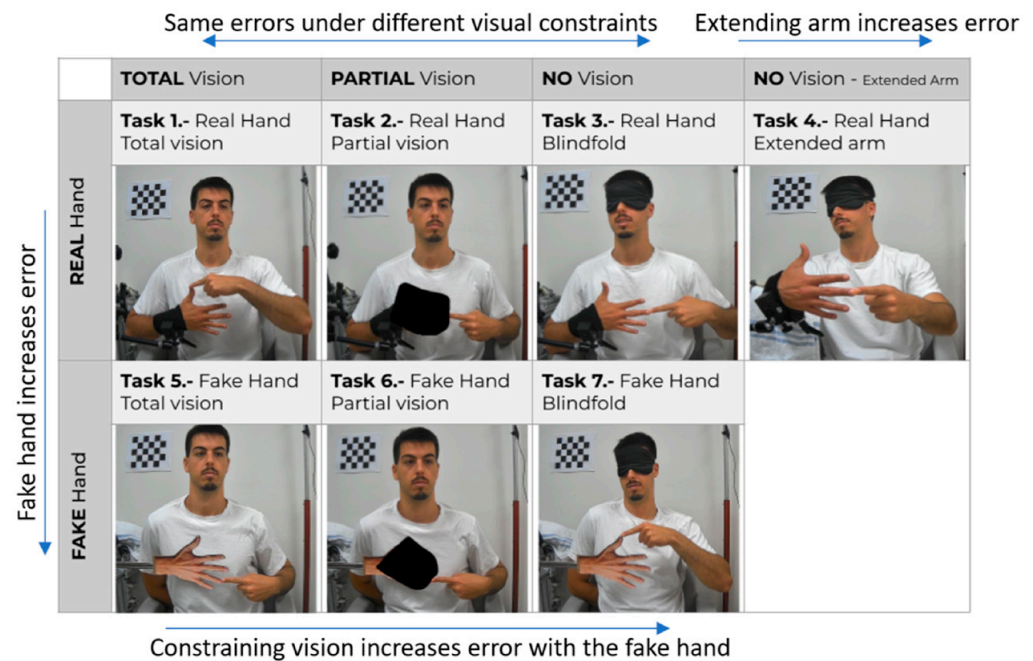 Same errors under different visual constraints
Extending arm increases error
TOTAL Vision
PARTIAL Vision
NO Vision
NO Vision - Extended Arm
REAL Hand
Task 1.- Real Hand
Total vision
Task 2.- Real Hand
Partial vision
Task 3.- Real Hand
Blindfold
Task 4.- Real Hand
Extended arm
Fake hand increases error
FAKE Hand
Task 5.- Fake Hand
Total vision
Task 6.- Fake Hand
Partial vision
Task 7.- Fake Hand
Blindfold
Constraining vision increases error with the fake hand